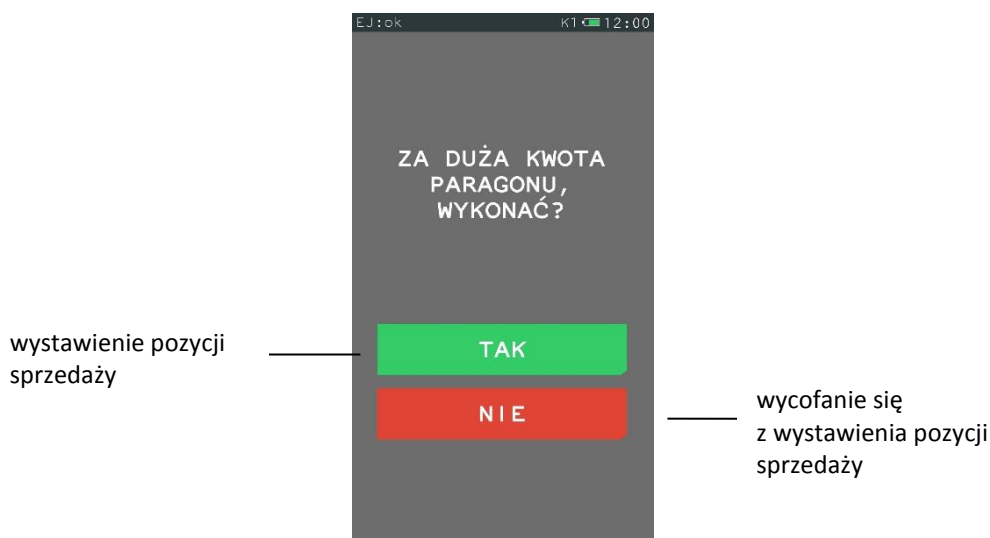 EJ:ok K1 12:00
ZA DUŻA KWOTA
PARAGONU,
WYKONAĆ?
wystawienie pozycji
sprzedaży
TAK
NIE
wycofanie się
z wystawienia pozycji
sprzedaży